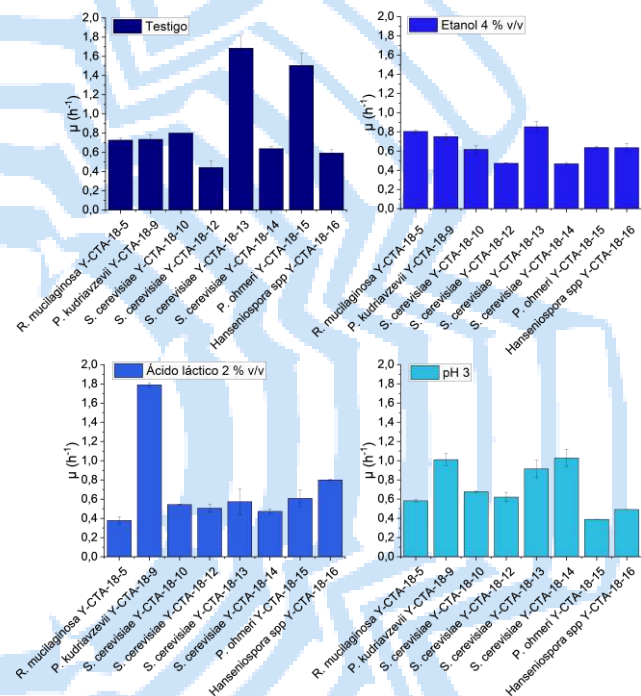 Testigo
2,0
1,8
1,6
1,4
1,2
1,0
0,8
0,6
0,4
0,2
0,0
µ (h⁻¹)
R. mucilaginosa Y-CTA-18-5
P. kudriavzevii Y-CTA-18-9
S. cerevisiae Y-CTA-18-10
S. cerevisiae Y-CTA-18-12
S. cerevisiae Y-CTA-18-13
S. cerevisiae Y-CTA-18-14
P. ohmeri Y-CTA-18-15
Hanseniospora spp Y-CTA-18-16
Etanol 4 % v/v
2,0
1,8
1,6
1,4
1,2
1,0
0,8
0,6
0,4
0,2
0,0
µ (h⁻¹)
R. mucilaginosa Y-CTA-18-5
P. kudriavzevii Y-CTA-18-9
S. cerevisiae Y-CTA-18-10
S. cerevisiae Y-CTA-18-12
S. cerevisiae Y-CTA-18-13
S. cerevisiae Y-CTA-18-14
P. ohmeri Y-CTA-18-15
Hanseniospora spp Y-CTA-18-16
Ácido láctico 2 % v/v
2,0
1,8
1,6
1,4
1,2
1,0
0,8
0,6
0,4
0,2
0,0
µ (h⁻¹)
R. mucilaginosa Y-CTA-18-5
P. kudriavzevii Y-CTA-18-9
S. cerevisiae Y-CTA-18-10
S. cerevisiae Y-CTA-18-12
S. cerevisiae Y-CTA-18-13
S. cerevisiae Y-CTA-18-14
P. ohmeri Y-CTA-18-15
Hanseniospora spp Y-CTA-18-16
pH 3
2,0
1,8
1,6
1,4
1,2
1,0
0,8
0,6
0,4
0,2
0,0
µ (h⁻¹)
R. mucilaginosa Y-CTA-18-5
P. kudriavzevii Y-CTA-18-9
S. cerevisiae Y-CTA-18-10
S. cerevisiae Y-CTA-18-12
S. cerevisiae Y-CTA-18-13
S. cerevisiae Y-CTA-18-14
P. ohmeri Y-CTA-18-15
Hanseniospora spp Y-CTA-18-16